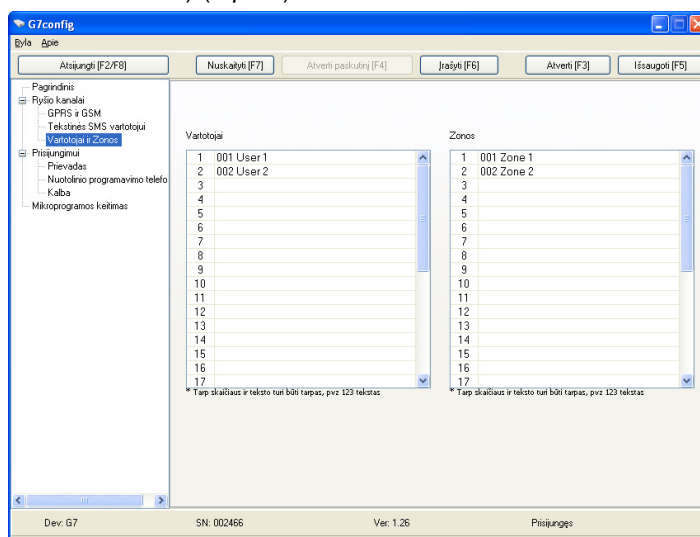 G7config
Byla Apie
Atsijungti [F2/F8] Nuskaityti [F7] Atverti paskutinį [F4] Įrašyti [F6] Atverti [F3] Išsaugoti [F5]
Pagrindinis
Ryšio kanalai
GPRS ir GSM
Tekstinės SMS vartotojui
Vartotojai ir Zonos
Prisijungimui
Prievadas
Nuotolinio programavimo telefo
Kalba
Mikroprogramos keitimas
Vartotojai
1 001 User 1
2 002 User 2
3
4
5
6
7
8
9
10
11
12
13
14
15
16
17
* Tarp skaičiaus ir teksto turi būti tarpas, pvz 123 tekstas
Zonos
1 001 Zone 1
2 002 Zone 2
3
4
5
6
7
8
9
10
11
12
13
14
15
16
17
* Tarp skaičiaus ir teksto turi būti tarpas, pvz 123 tekstas
Dev: G7 SN: 002466 Ver: 1.26 Prisijungęs